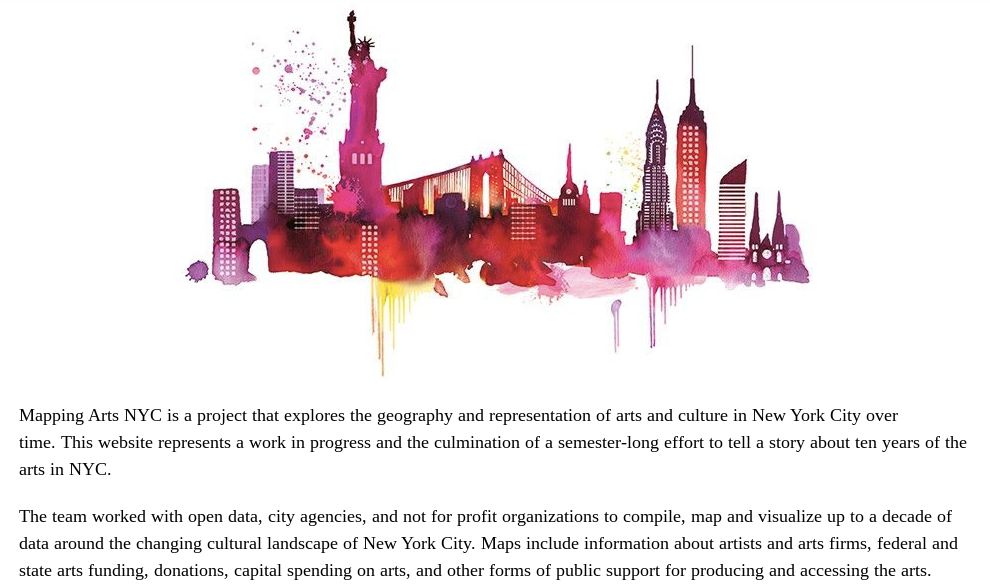 Mapping Arts NYC is a project that explores the geography and representation of arts and culture in New York City over
time. This website represents a work in progress and the culmination of a semester-long effort to tell a story about ten years of the
arts in NYC.
The team worked with open data, city agencies, and not for profit organizations to compile, map and visualize up to a decade of
data around the changing cultural landscape of New York City. Maps include information about artists and arts firms, federal and
state arts funding, donations, capital spending on arts, and other forms of public support for producing and accessing the arts.